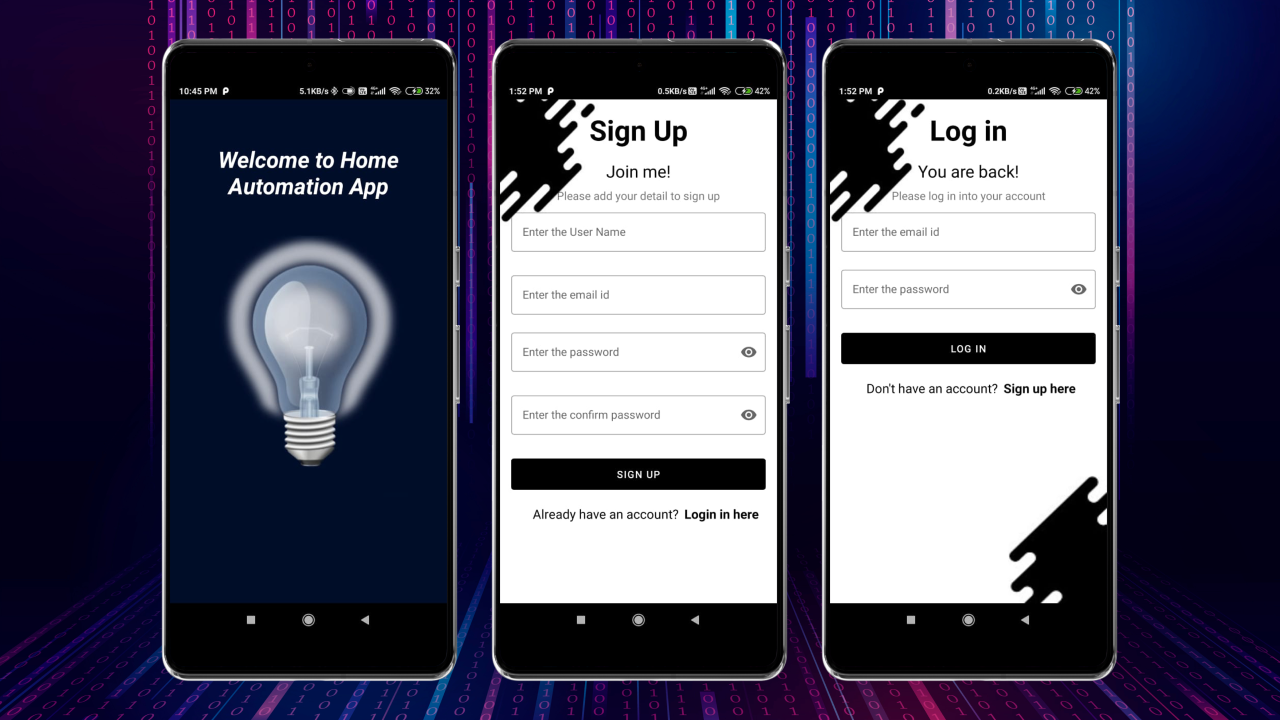 10:45 PM
5.1KB/s
32%
Welcome to Home
Automation App
1:52 PM
0.5KB/s
42%
Sign Up
Join me!
Please add your detail to sign up
Enter the User Name
Enter the email id
Enter the password
Enter the confirm password
SIGN UP
Already have an account? Login in here
1:52 PM
0.2KB/s
42%
Log in
You are back!
Please log in into your account
Enter the email id
Enter the password
LOG IN
Don't have an account? Sign up here